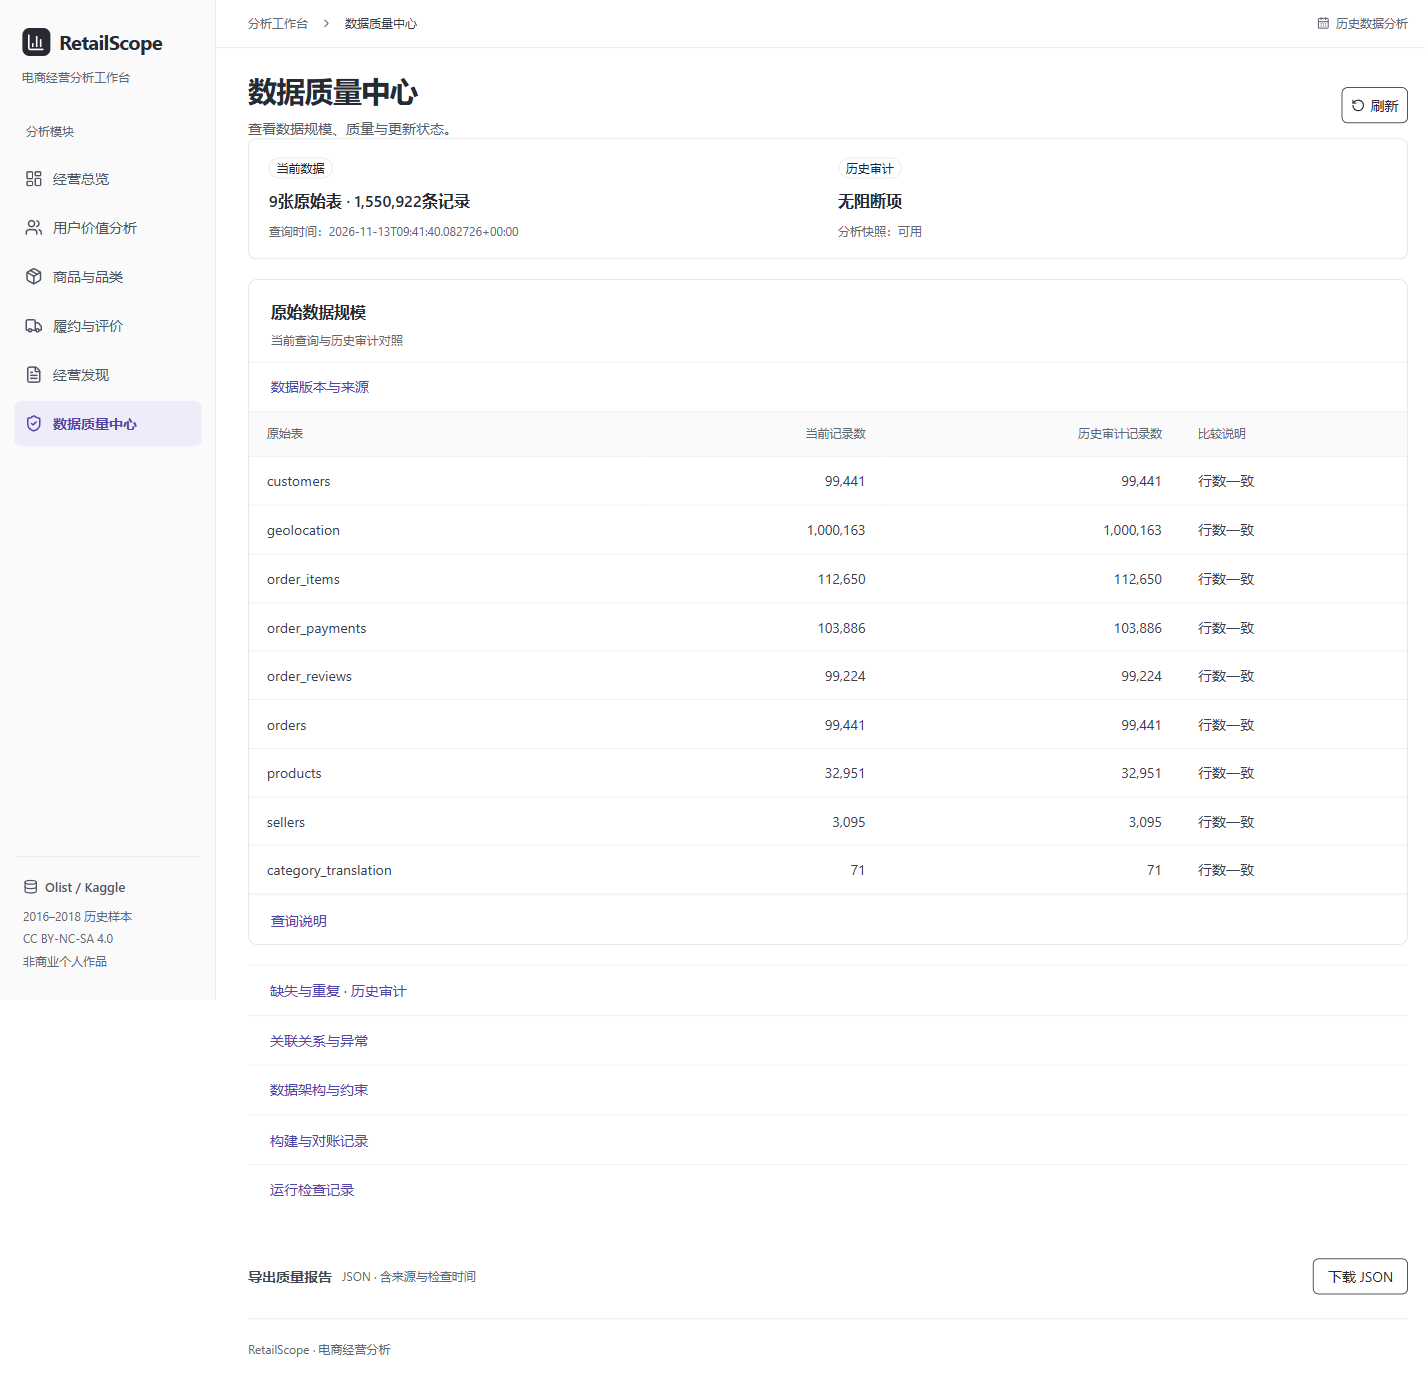 RetailScope
电商经营分析工作台
分析模块
经营总览
用户价值分析
商品与品类
履约与评价
经营发现
数据质量中心
Olist / Kaggle
2016–2018 历史样本
CC BY-NC-SA 4.0
非商业个人作品
分析工作台 > 数据质量中心
历史数据分析
数据质量中心
查看数据规模、质量与更新状态。
刷新
当前数据
9张原始表 · 1,550,922条记录
查询时间：2026-11-13T09:41:40.082726+00:00
历史审计
无阻断项
分析快照：可用
原始数据规模
当前查询与历史审计对照
数据版本与来源
原始表 当前记录数 历史审计记录数 比较说明
customers 99,441 99,441 行数一致
geolocation 1,000,163 1,000,163 行数一致
order_items 112,650 112,650 行数一致
order_payments 103,886 103,886 行数一致
order_reviews 99,224 99,224 行数一致
orders 99,441 99,441 行数一致
products 32,951 32,951 行数一致
sellers 3,095 3,095 行数一致
category_translation 71 71 行数一致
查询说明
缺失与重复 · 历史审计
关联关系与异常
数据架构与约束
构建与对账记录
运行检查记录
导出质量报告 JSON · 含来源与检查时间
下载 JSON
RetailScope · 电商经营分析